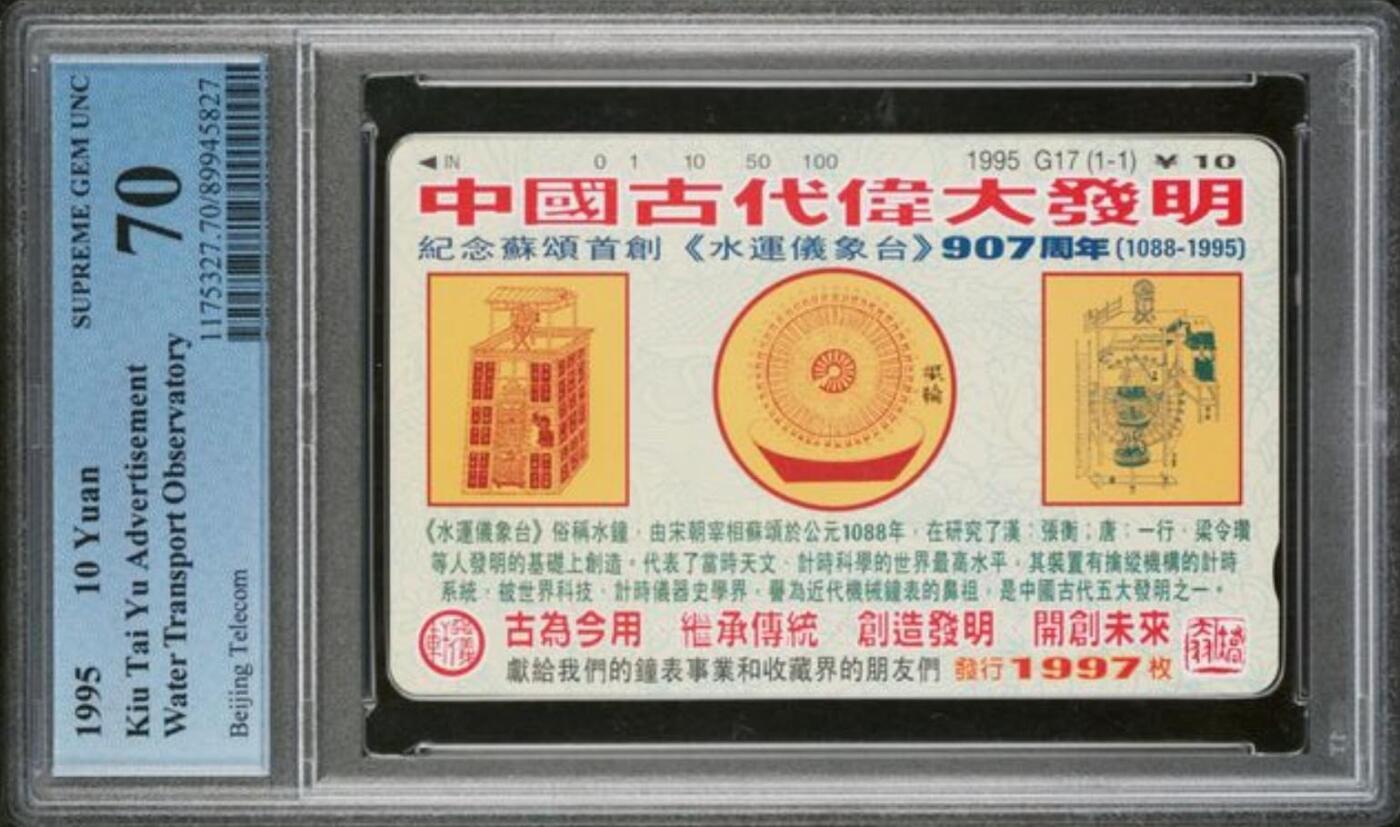 SUPREME GEM UNC
70
1175327.70/89945827
1995 10 Yuan
Kiu Tai Yu Advertisement
Water Transport Observatory
Beijing Telecom
◀ IN 0 1 10 50 100 1995 G17 (1-1) ¥ 10
中國古代偉大發明
紀念蘇頌首創《水運儀象台》907周年(1088-1995)
《水運儀象台》俗稱水鐘，由宋朝宰相蘇頌於公元1088年，在研究了漢：張衡；唐：一行，梁令瓚
等人發明的基礎上創造。代表了當時天文、計時科學的世界最高水平，其裝置有擒縱機構的計時
系統，被世界科技、計時儀器史學界，譽為近代機械鐘表的鼻祖，是中國古代五大發明之一。
古為今用 繼承傳統 創造發明 開創未來
獻給我們的鐘表事業和收藏界的朋友們 發行1997枚